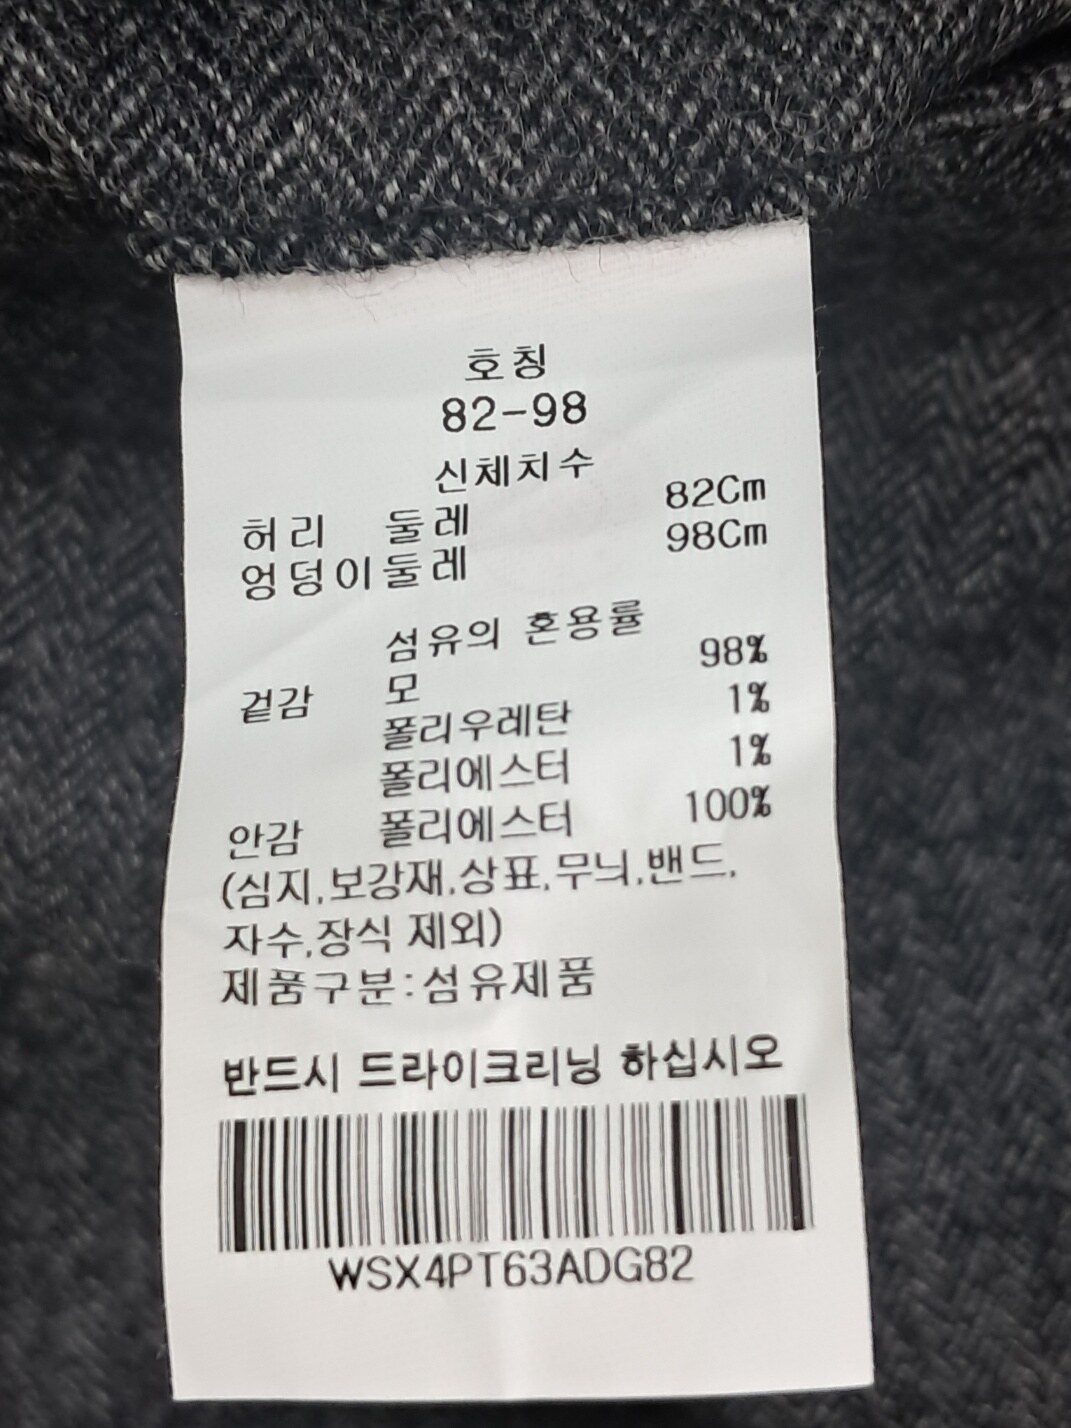 호칭
82-98
신체치수
허리 둘레 82Cm
엉덩이둘레 98Cm
섬유의 혼용률
겉감 모 98%
폴리우레탄 1%
폴리에스터 1%
안감 폴리에스터 100%
(심지,보강재,상표,무늬,밴드,
자수,장식 제외)
제품구분:섬유제품
반드시 드라이크리닝 하십시오
WSX4PT63ADG82